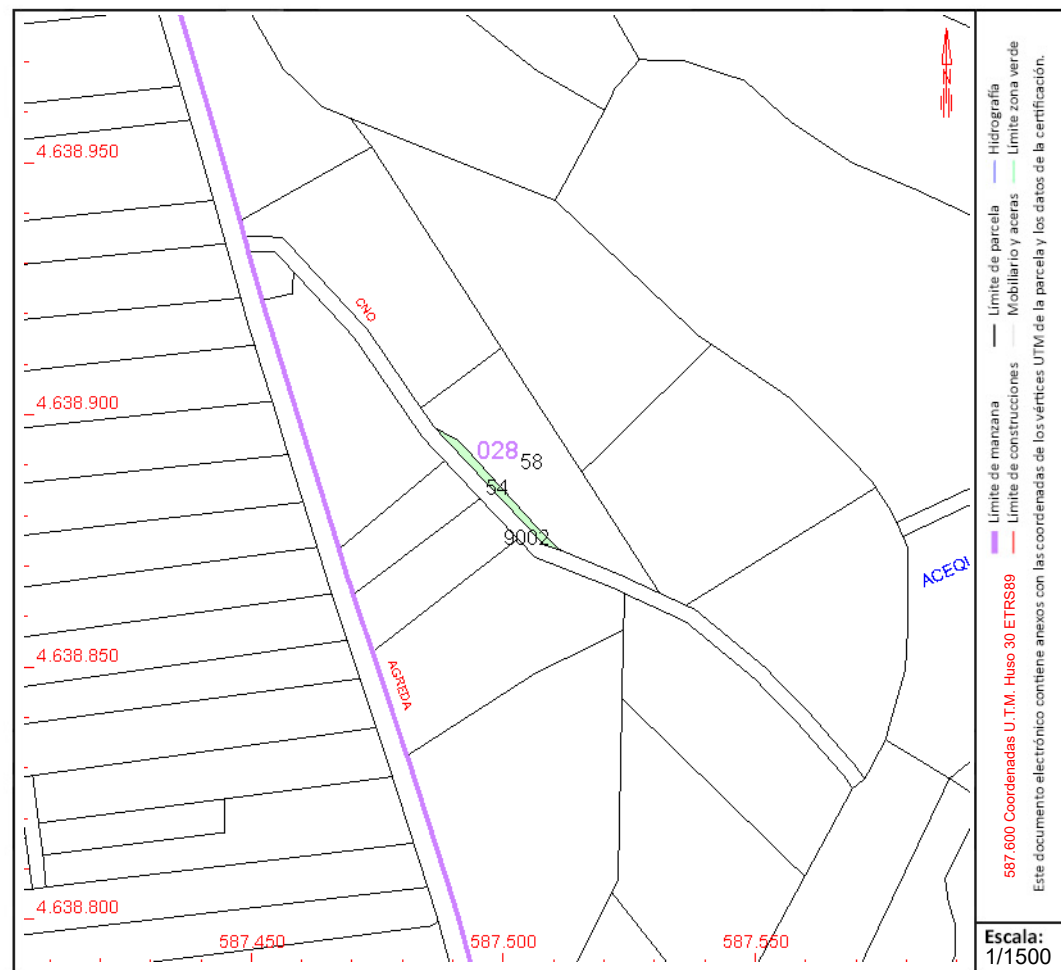 4.638.950
CNO
4.638.900
028
58
54
9002
ACEQU
4.638.850
AGREDA
4.638.800
587.450
587.500
587.550
N
Límite de manzana
Límite de parcela
Hidrografía
Límite de construcciones
Mobiliario y aceras
Límite zona verde
587.600 Coordenadas U.T.M. Huso 30 ETRS89
Este documento electrónico contiene anexos con las coordenadas de los vértices UTM de la parcela y los datos de la certificación.
Escala:
1/1500